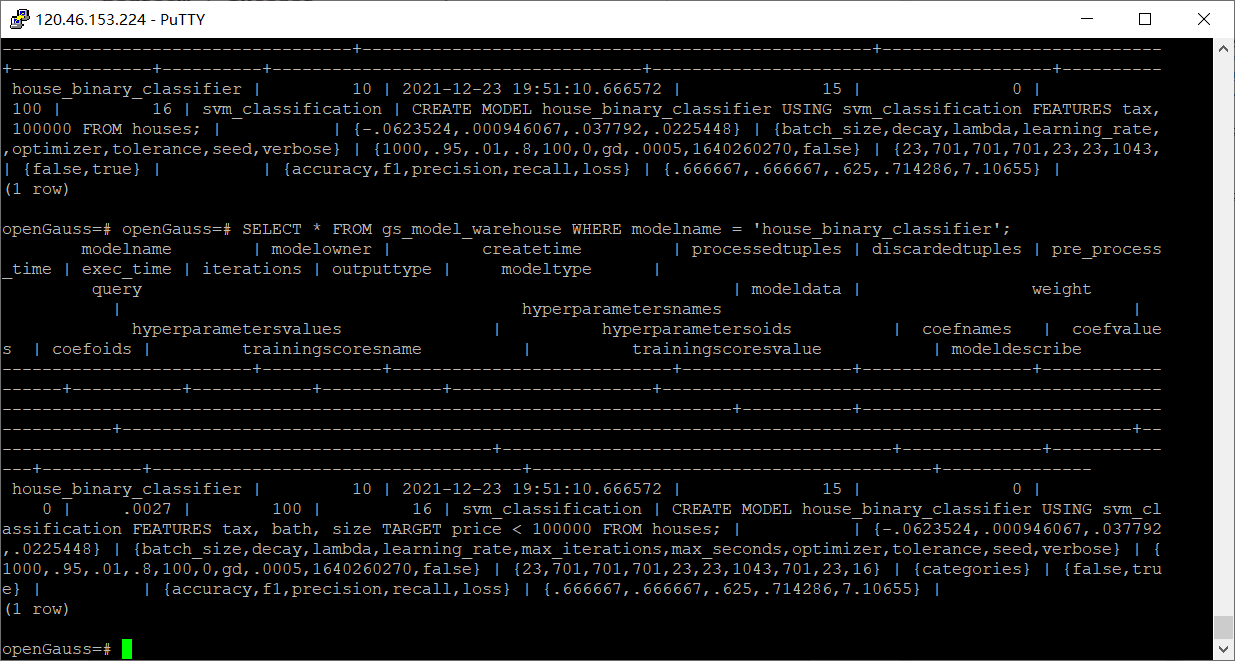 120.46.153.224 - PuTTY
-----------------------------------+---------------------------------------------------+----------------------------
+--------------+----------+-------------------------------------+----------------------------------------+----------
 house_binary_classifier |         10 | 2021-12-23 19:51:10.666572 |              15 |               0 |
 100 |         16 | svm_classification | CREATE MODEL house_binary_classifier USING svm_classification FEATURES tax,
 100000 FROM houses; |           | {-.0623524,.000946067,.037792,.0225448} | {batch_size,decay,lambda,learning_rate,
,optimizer,tolerance,seed,verbose} | {1000,.95,.01,.8,100,0,gd,.0005,1640260270,false} | {23,701,701,701,23,23,1043,
| {false,true} |          | {accuracy,f1,precision,recall,loss} | {.666667,.666667,.625,.714286,7.10655} |
(1 row)
openGauss=# openGauss=# SELECT * FROM gs_model_warehouse WHERE modelname = 'house_binary_classifier';
        modelname        | modelowner |         createtime         | processedtuples | discardedtuples | pre_process
_time | exec_time | iterations | outputtype |     modeltype      |
         query                                                           | modeldata |                 weight
           |                                        hyperparametersnames                                         |
             hyperparametersvalues               |          hyperparametersoids          |  coefnames   |  coefvalue
s  | coefoids |         trainingscoresname          |          trainingscoresvalue           | modeldescribe
-------------------------+------------+----------------------------+-----------------+-----------------+------------
------+-----------+------------+------------+--------------------+--------------------------------------------------
-------------------------------------------------------------------------+-----------+------------------------------
-----------+-----------------------------------------------------------------------------------------------------+--
-------------------------------------------------+---------------------------------------+--------------+-----------
---+----------+-------------------------------------+----------------------------------------+---------------
 house_binary_classifier |         10 | 2021-12-23 19:51:10.666572 |              15 |               0 |
    0 |     .0027 |        100 |         16 | svm_classification | CREATE MODEL house_binary_classifier USING svm_cl
assification FEATURES tax, bath, size TARGET price < 100000 FROM houses; |           | {-.0623524,.000946067,.037792
,.0225448} | {batch_size,decay,lambda,learning_rate,max_iterations,max_seconds,optimizer,tolerance,seed,verbose} | {
1000,.95,.01,.8,100,0,gd,.0005,1640260270,false} | {23,701,701,701,23,23,1043,701,23,16} | {categories} | {false,tru
e} |          | {accuracy,f1,precision,recall,loss} | {.666667,.666667,.625,.714286,7.10655} |
(1 row)
openGauss=#